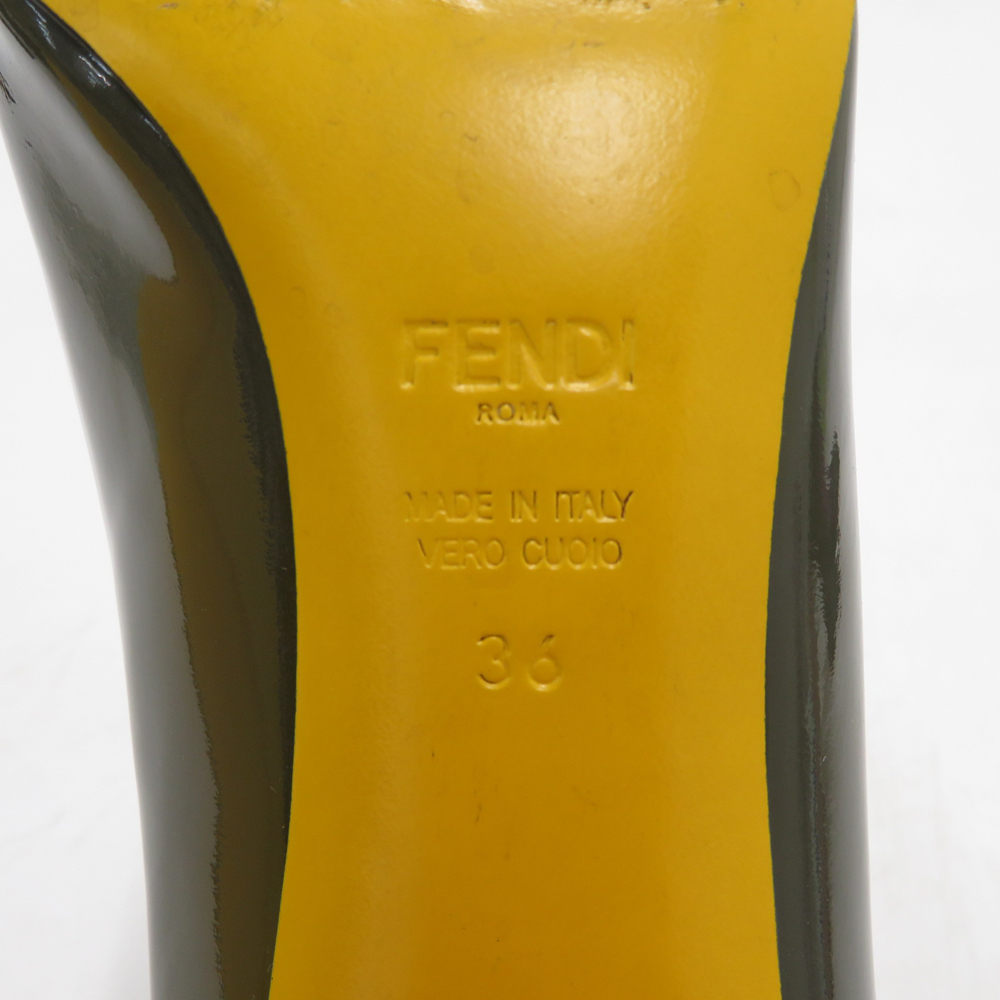 FENDI
ROMA
MADE IN ITALY
VERO CUOIO
36